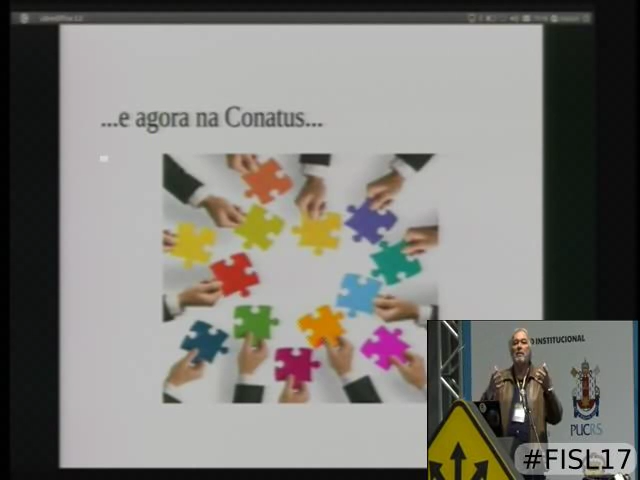 ...e agora na Conatus...
O INSTITUCIONAL
PUCRS
#FISL17